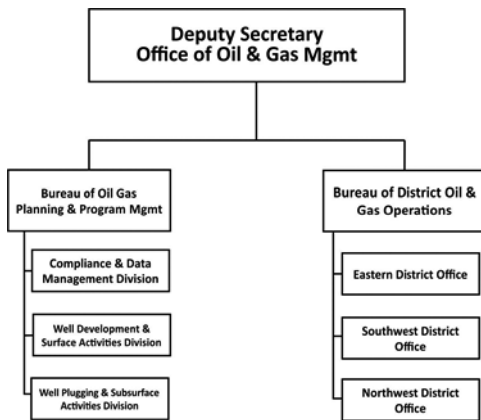 Deputy Secretary
Office of Oil & Gas Mgmt
Bureau of Oil Gas
Planning & Program Mgmt
Compliance & Data
Management Division
Well Development &
Surface Activities Division
Well Plugging & Subsurface
Activities Division
Bureau of District Oil &
Gas Operations
Eastern District Office
Southwest District
Office
Northwest District
Office